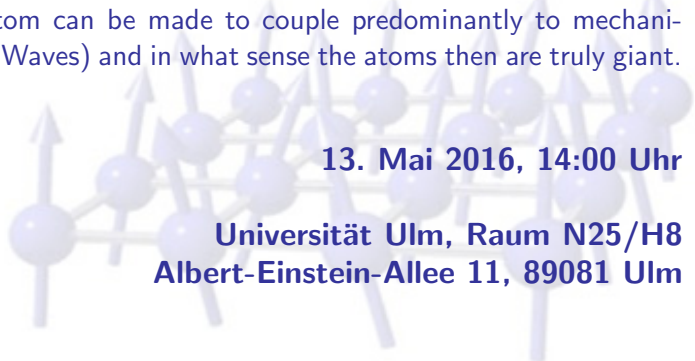 tom can be made to couple predominantly to mechani-
Waves) and in what sense the atoms then are truly giant.
13. Mai 2016, 14:00 Uhr
Universität Ulm, Raum N25/H8
Albert-Einstein-Allee 11, 89081 Ulm